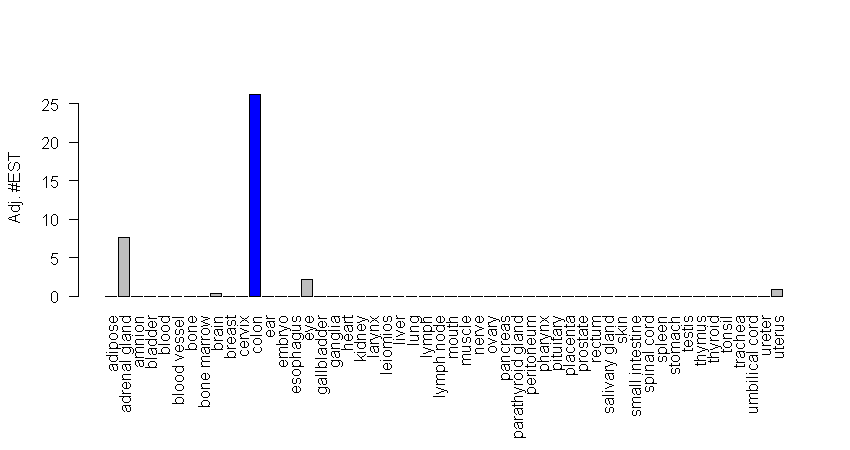 Adj. #EST
25
20
15
10
5
0
adipose
adrenal gland
amnion
bladder
blood
blood vessel
bone
bone marrow
brain
breast
cervix
colon
ear
embryo
esophagus
eye
gallbladder
ganglia
heart
kidney
larynx
leiomios
liver
lung
lymph
lymph node
mouth
muscle
nerve
ovary
pancreas
parathyroid gland
peritoneum
pharynx
pituitary
placenta
prostate
rectum
salivary gland
skin
small intestine
spinal cord
spleen
stomach
testis
thymus
thyroid
tonsil
trachea
umbilical cord
ureter
uterus